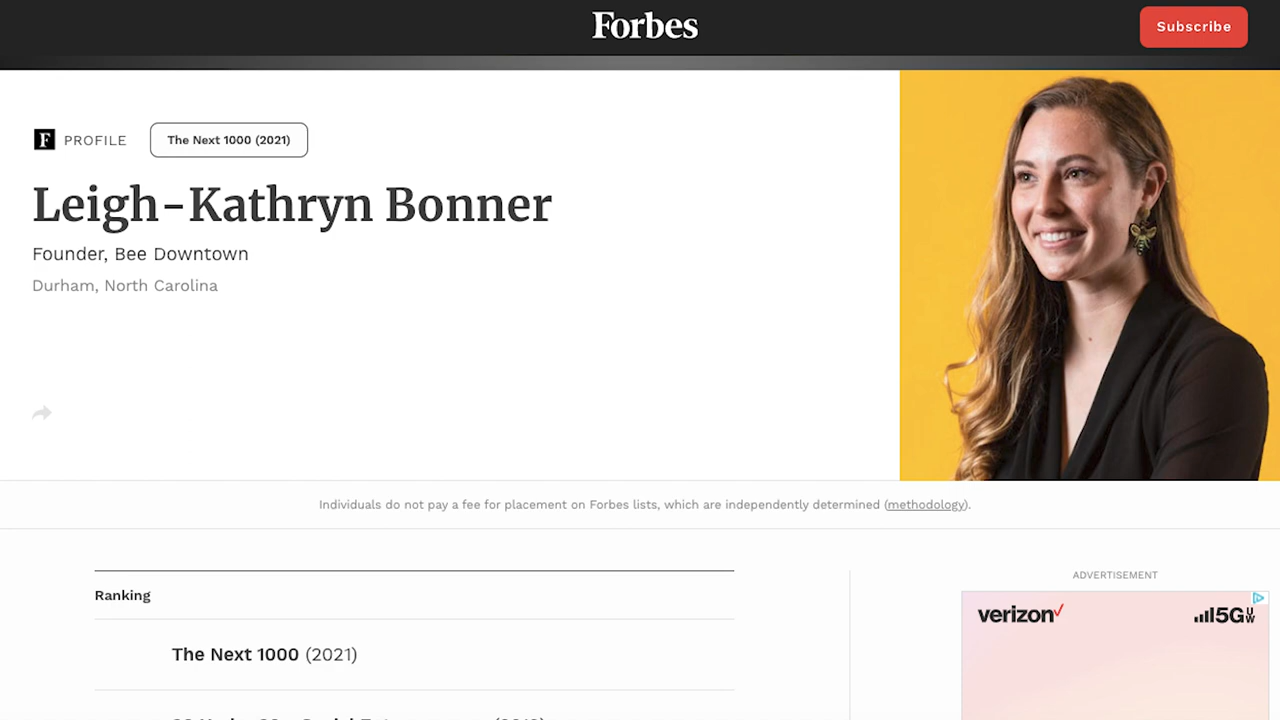 Forbes
Subscribe
F PROFILE
The Next 1000 (2021)
Leigh-Kathryn Bonner
Founder, Bee Downtown
Durham, North Carolina
Individuals do not pay a fee for placement on Forbes lists, which are independently determined (methodology).
ADVERTISEMENT
Ranking
verizon✓
5G UW
The Next 1000 (2021)